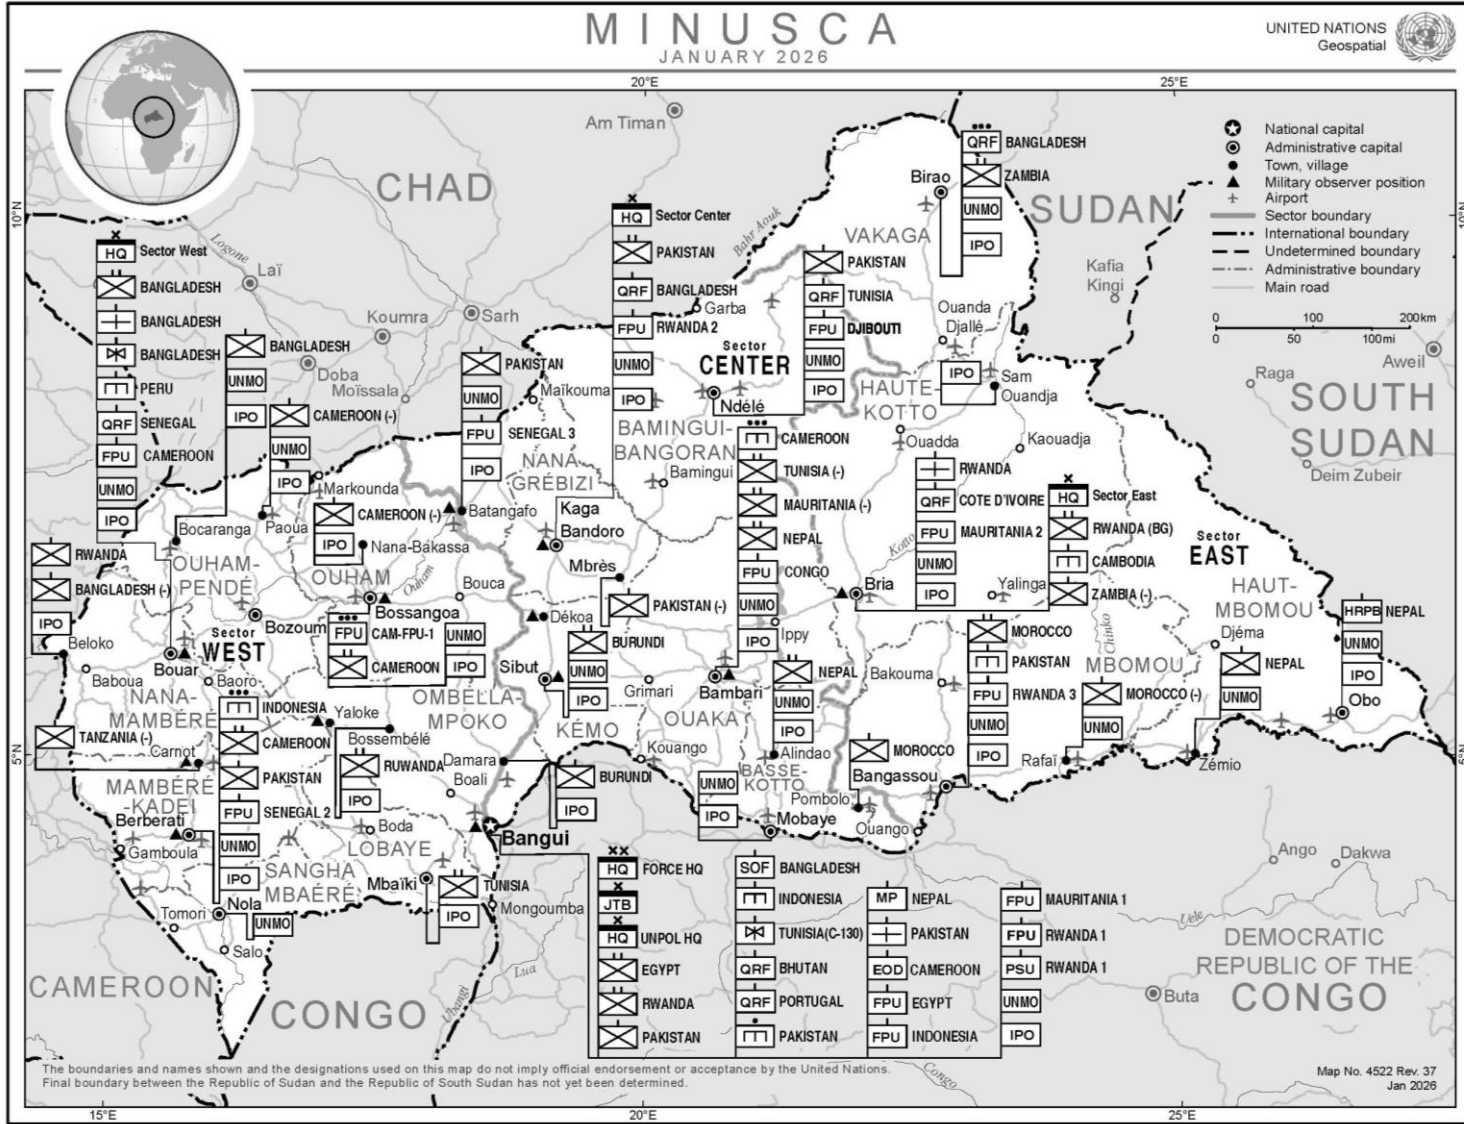 MINUSCA
JANUARY 2026
UNITED NATIONS
Geospatial
20°E
25°E
10°N
10°N
5°N
5°N
15°E
20°E
25°E
National capital
Administrative capital
Town, village
Military observer position
Airport
Sector boundary
International boundary
Undetermined boundary
Administrative boundary
Main road
0 100 200km
0 50 100mi
CHAD
SUDAN
SOUTH
SUDAN
DEMOCRATIC
REPUBLIC OF THE
CONGO
CONGO
CAMEROON
Am Timan
Logone
Laï
Koumra
Sarh
Doba
Moïssala
Bahr Aouk
Garba
Maïkouma
Kafia
Kingi
Aweil
Raga
Deim Zubeir
Birao
VAKAGA
Ouanda
Djallé
Sam
Ouandja
HAUTE-
KOTTO
Ouadda
Kaouadja
Sector
CENTER
Ndélé
BAMINGUI-
BANGORAN
Bamingui
NANA-
GRÉBIZI
Kaga
Bandoro
Mbrès
Batangafo
Markounda
Paoua
Bocaranga
Nana-Bakassa
OUHAM-
PENDÉ
OUHAM
Ouham
Bouca
Bossangoa
Bozoum
Sector
WEST
Dékoa
Beloko
Bouar
Baboua
Baoro
NANA-
MAMBÉRÉ
Yaloke
Bossembélé
OMBELLA-
MPOKO
Sibut
KÉMO
Grimari
Bambari
OUAKA
Ippy
Kouango
Damara
Boali
Carnot
MAMBÉRÉ
-KADÉÏ
Berberati
Gamboula
Boda
LOBAYE
SANGHA
MBAÉRÉ
Nola
Tomori
Salo
Mbaïki
Mongoumba
Bangui
Lua
Ubangi
Alindao
BASSE-
KOTTO
Mobaye
Pombolo
Bangassou
Ouango
Kotto
Bria
Yalinga
Bakouma
MBOMOU
Chinko
Rafaï
Zémio
Djéma
Sector
EAST
HAUT-
MBOMOU
Obo
Ango
Dakwa
Uele
Buta
Congo
HQ Sector West
BANGLADESH
BANGLADESH
BANGLADESH
PERU
QRF SENEGAL
FPU CAMEROON
UNMO
IPO
BANGLADESH
UNMO
IPO
CAMEROON (-)
UNMO
IPO
CAMEROON (-)
IPO
PAKISTAN
UNMO
FPU SENEGAL 3
IPO
HQ Sector Center
PAKISTAN
QRF BANGLADESH
FPU RWANDA 2
UNMO
IPO
PAKISTAN
QRF TUNISIA
FPU DJIBOUTI
UNMO
IPO
QRF BANGLADESH
ZAMBIA
UNMO
IPO
IPO
RWANDA
BANGLADESH (-)
IPO
FPU CAM-FPU-1
CAMEROON
UNMO
IPO
PAKISTAN (-)
BURUNDI
UNMO
IPO
CAMEROON
TUNISIA (-)
MAURITANIA (-)
NEPAL
FPU CONGO
UNMO
IPO
RWANDA
QRF COTE D'IVOIRE
FPU MAURITANIA 2
UNMO
IPO
HQ Sector East
RWANDA (BG)
CAMBODIA
ZAMBIA (-)
HRPB NEPAL
UNMO
IPO
MOROCCO
PAKISTAN
FPU RWANDA 3
UNMO
IPO
MOROCCO (-)
UNMO
NEPAL
UNMO
NEPAL
UNMO
IPO
MOROCCO
UNMO
IPO
TANZANIA (-)
INDONESIA
CAMEROON
PAKISTAN
FPU SENEGAL 2
UNMO
IPO
UNMO
RUWANDA
IPO
BURUNDI
IPO
TUNISIA
IPO
HQ FORCE HQ
JTB
HQ UNPOL HQ
EGYPT
RWANDA
PAKISTAN
SOF BANGLADESH
INDONESIA
TUNISIA(C-130)
QRF BHUTAN
QRF PORTUGAL
PAKISTAN
MP NEPAL
PAKISTAN
EOD CAMEROON
FPU EGYPT
FPU INDONESIA
FPU MAURITANIA 1
FPU RWANDA 1
PSU RWANDA 1
UNMO
IPO
The boundaries and names shown and the designations used on this map do not imply official endorsement or acceptance by the United Nations.
Final boundary between the Republic of Sudan and the Republic of South Sudan has not yet been determined.
Map No. 4522 Rev. 37
Jan 2026